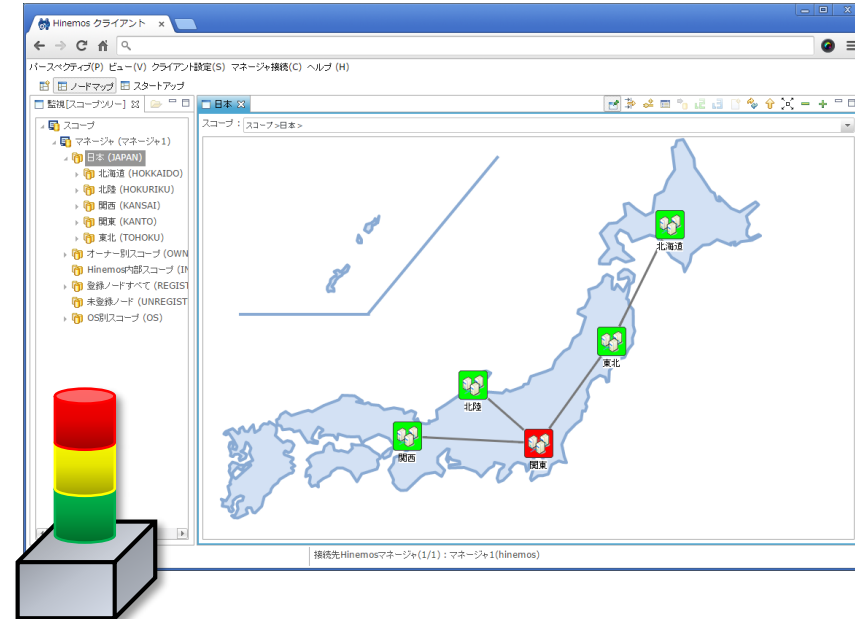 Hinemos クライアント
パースペクティブ(P) ビュー(V) クライアント設定(S) マネージャ接続(C) ヘルプ (H)
ノードマップ スタートアップ
監視[スコープツリー]
日本
スコープ : スコープ>日本>
スコープ
マネージャ (マネージャ1)
日本 (JAPAN)
北海道 (HOKKAIDO)
北陸 (HOKURIKU)
関西 (KANSAI)
関東 (KANTO)
東北 (TOHOKU)
オーナー別スコープ (OWN
Hinemos内部スコープ (IN
登録ノードすべて (REGIST
未登録ノード (UNREGIST
OS別スコープ (OS)
北海道
東北
北陸
関西
関東
接続先Hinemosマネージャ(1/1) : マネージャ1(hinemos)